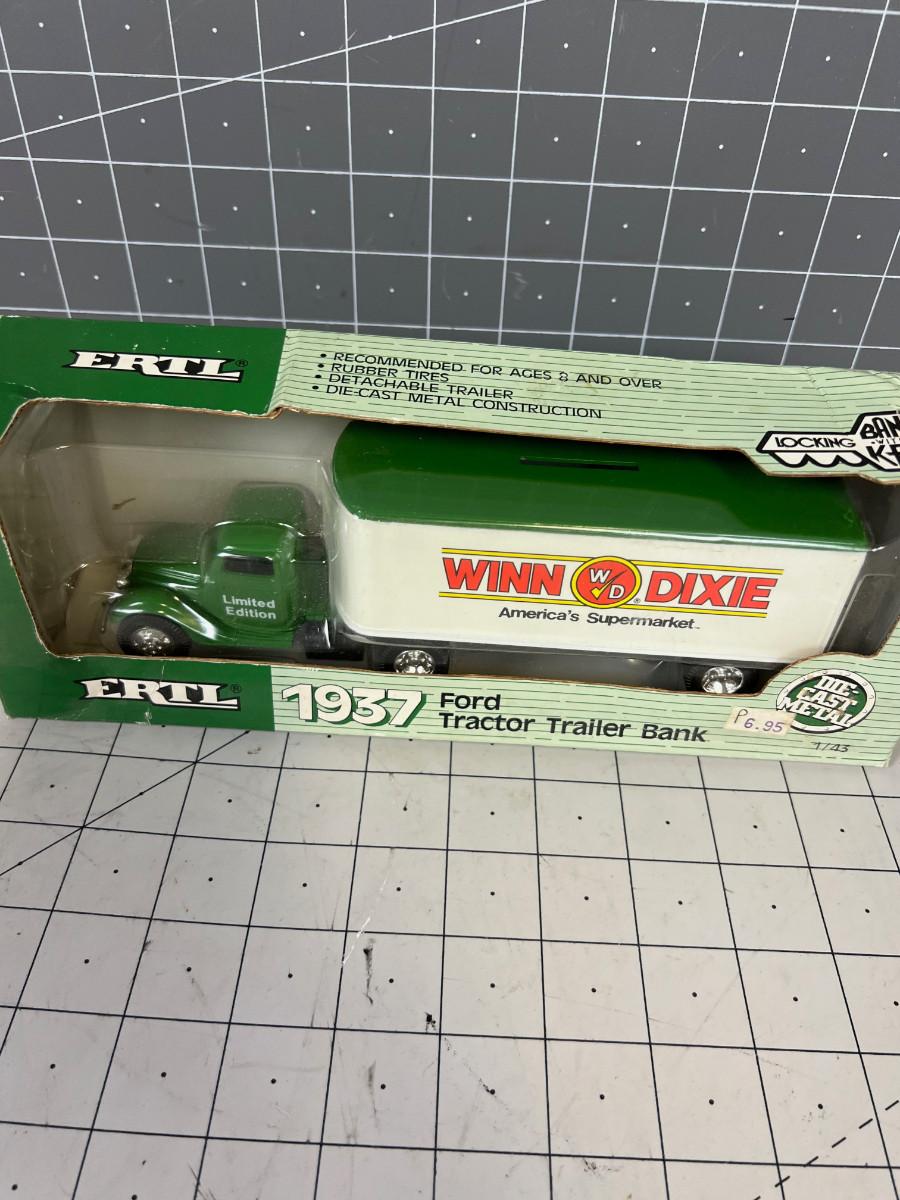 ERTL®
• RECOMMENDED FOR AGES 8 AND OVER
• RUBBER TIRES
• DETACHABLE TRAILER
• DIE-CAST METAL CONSTRUCTION
LOCKING
Limited
Edition
WINN W/D® DIXIE
America's Supermarket™
ERTL®
1937 Ford
Tractor Trailer Bank
P6.95
DIE-
CAST
METAL
1/43